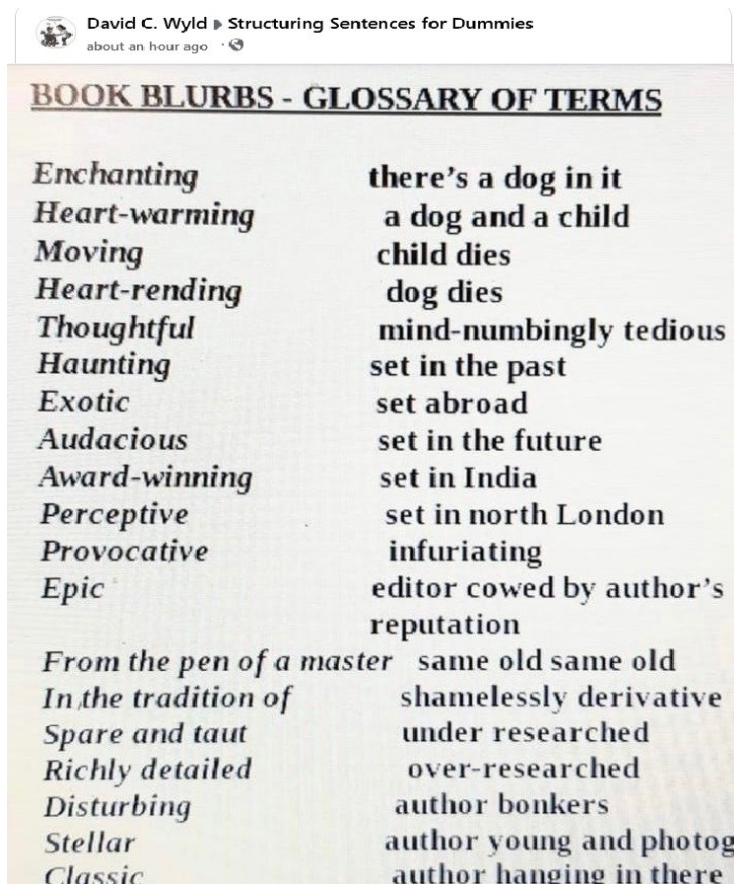 David C. Wyld ▸ Structuring Sentences for Dummies
about an hour ago ·
BOOK BLURBS - GLOSSARY OF TERMS
Enchanting there's a dog in it
Heart-warming a dog and a child
Moving child dies
Heart-rending dog dies
Thoughtful mind-numbingly tedious
Haunting set in the past
Exotic set abroad
Audacious set in the future
Award-winning set in India
Perceptive set in north London
Provocative infuriating
Epic editor cowed by author's
reputation
From the pen of a master same old same old
In the tradition of shamelessly derivative
Spare and taut under researched
Richly detailed over-researched
Disturbing author bonkers
Stellar author young and photog
Classic author hanging in there